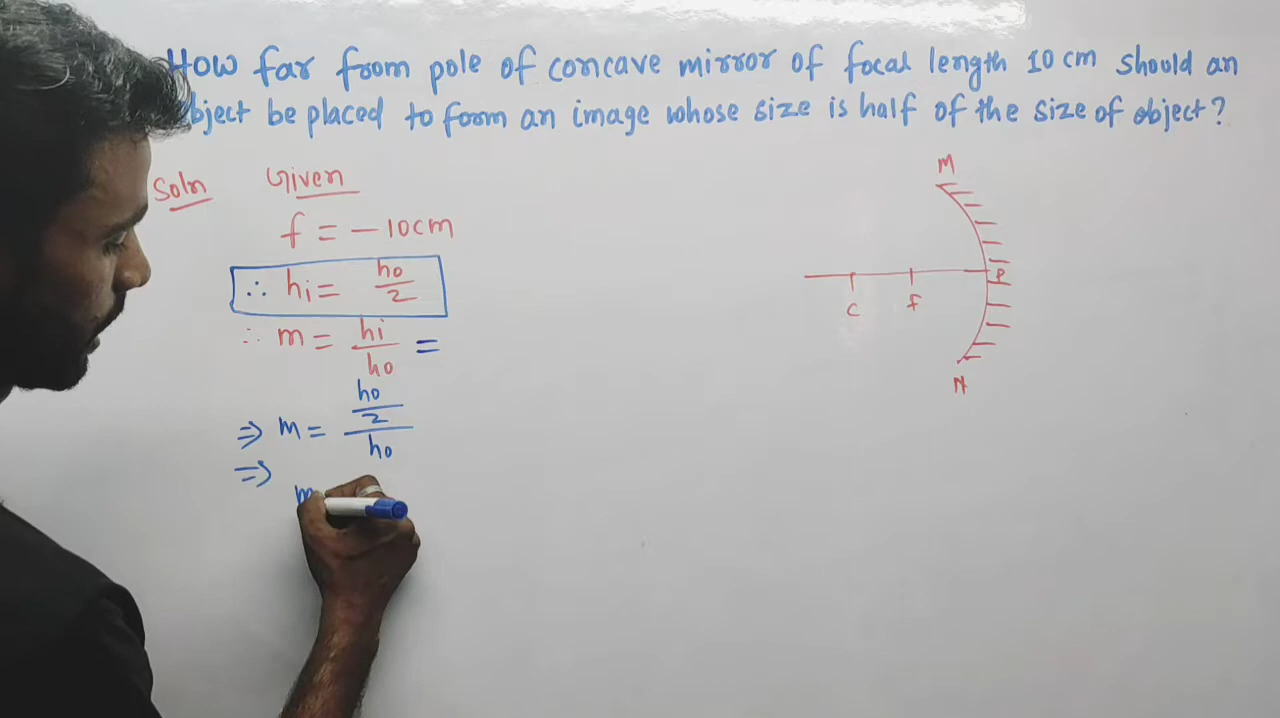 How far from pole of concave mirror of focal length 10 cm should an
bject be placed to form an image whose size is half of the size of object?
Soln Given
f = - 10cm
∴ hi = ho/2
∴ m = hi/ho =
⇒ m = (ho/2)/ho
⇒ m
M
C
f
P
N